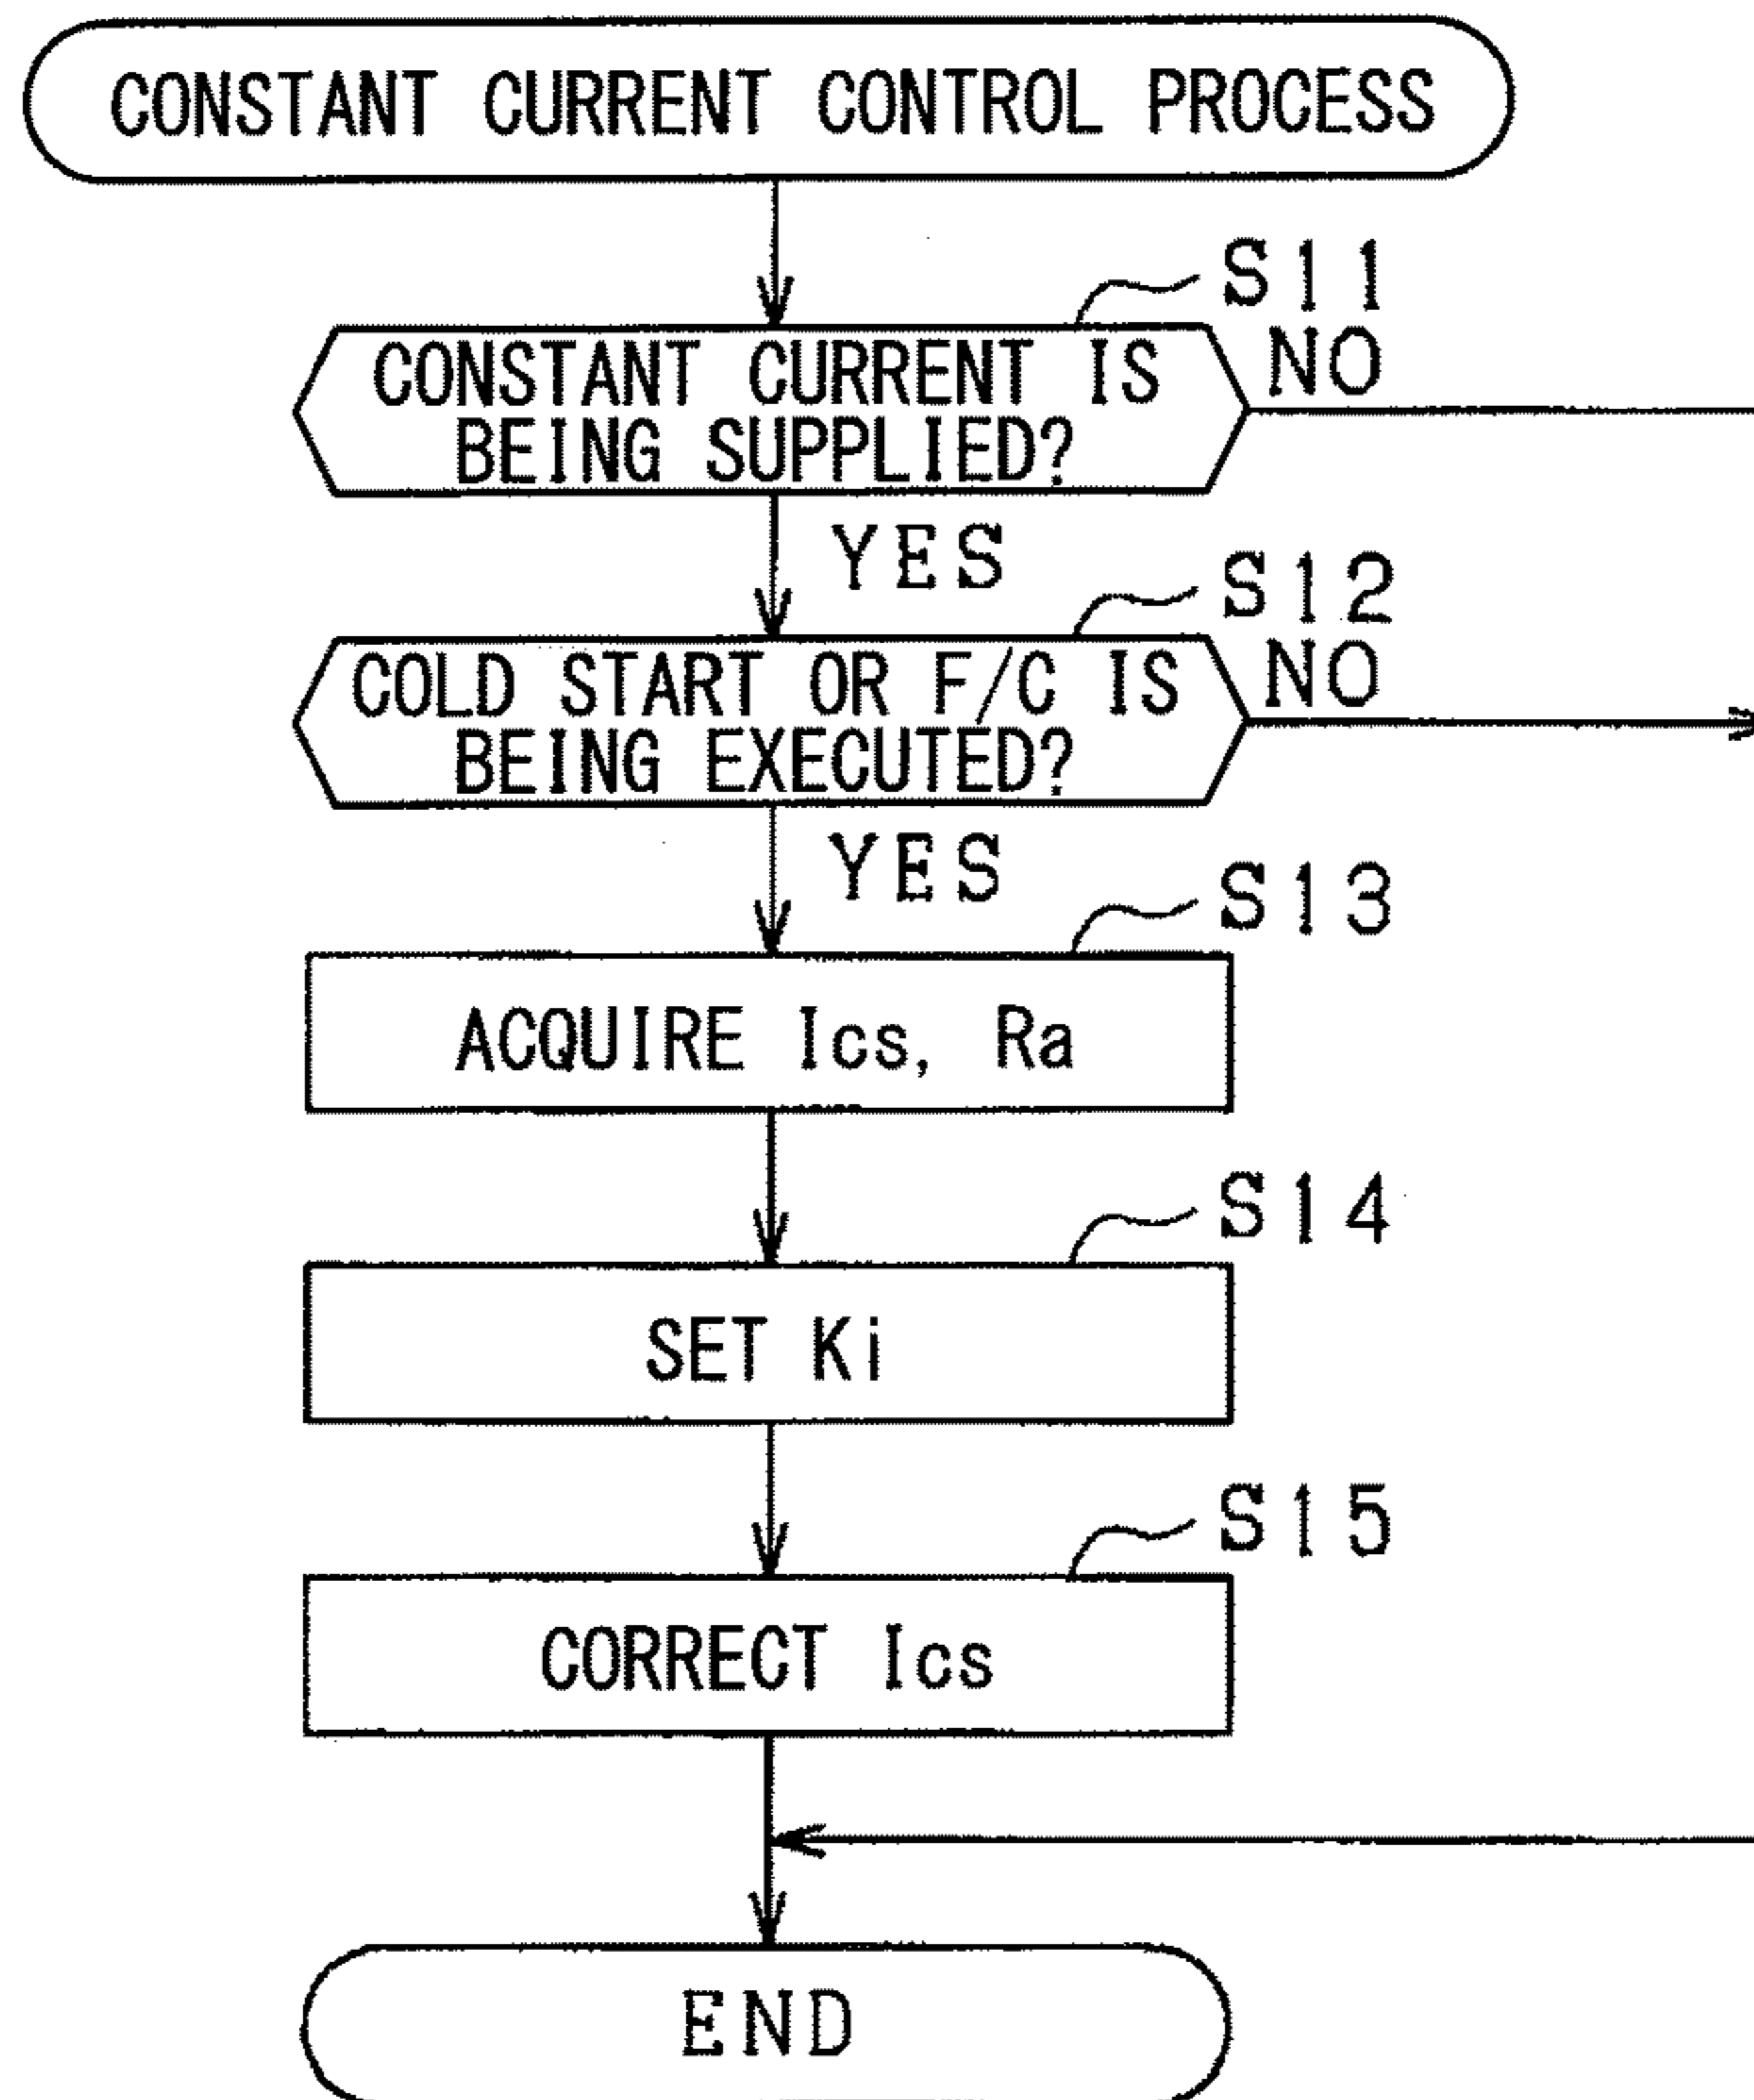 CONSTANT CURRENT CONTROL PROCESS
S11
CONSTANT CURRENT IS
BEING SUPPLIED?
NO
YES
S12
COLD START OR F/C IS
BEING EXECUTED?
NO
YES
S13
ACQUIRE Ics, Ra
S14
SET Ki
S15
CORRECT Ics
END